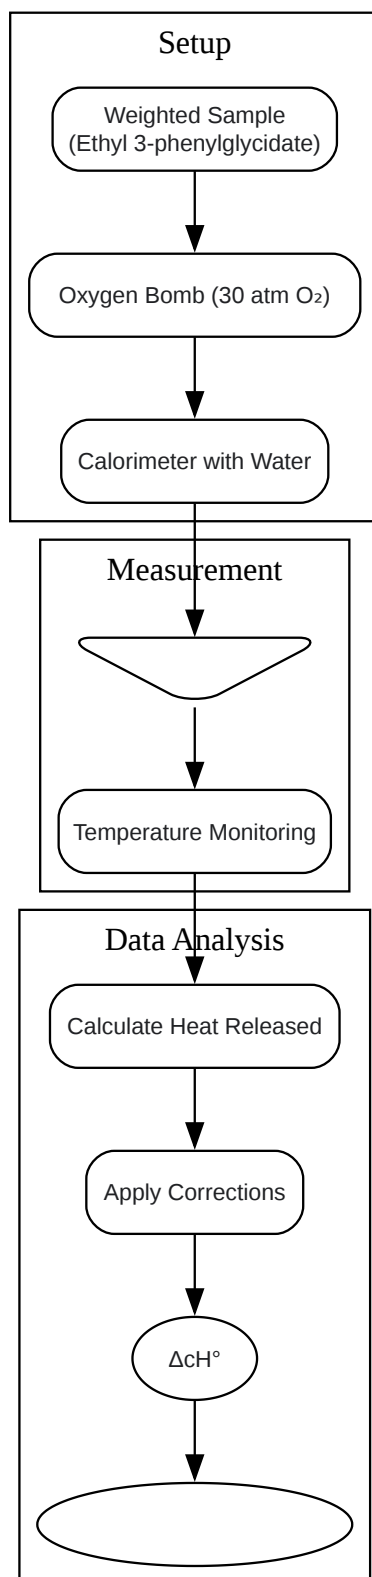 Setup
Weighted Sample
(Ethyl 3-phenylglycidate)
Oxygen Bomb (30 atm O₂)
Calorimeter with Water
Measurement
Temperature Monitoring
Data Analysis
Calculate Heat Released
Apply Corrections
ΔcH°